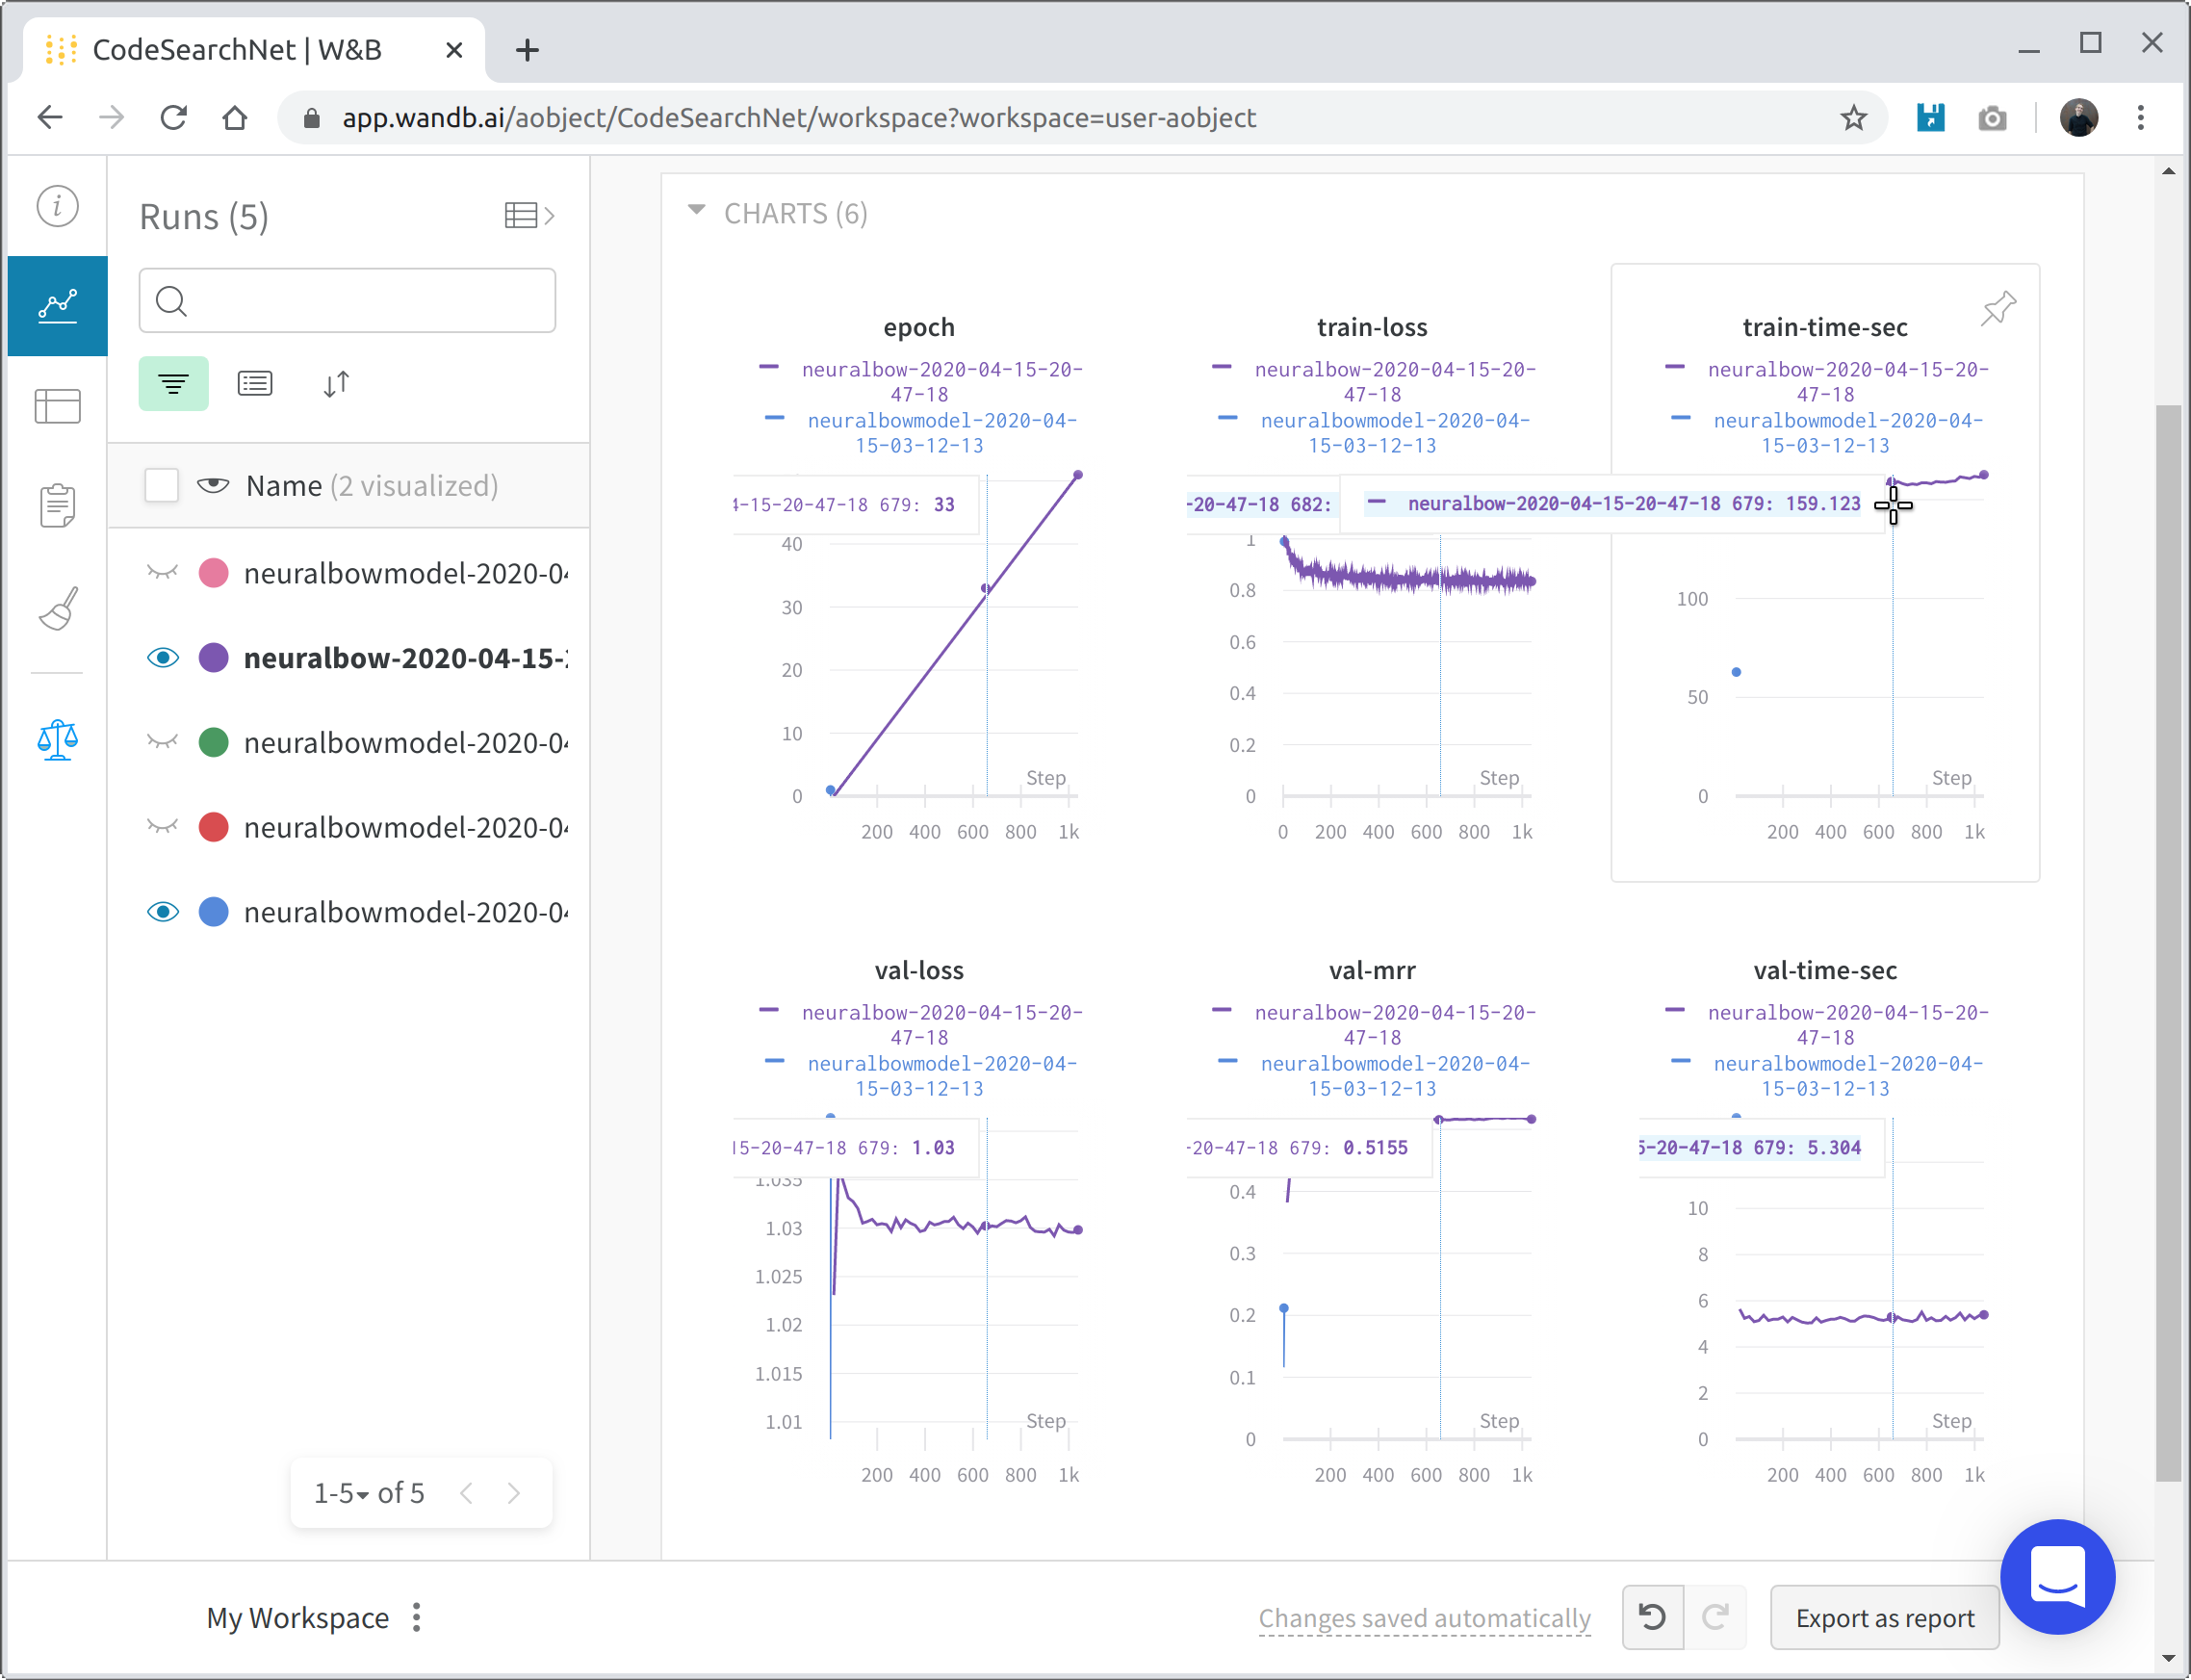 CodeSearchNet | W&B
app.wandb.ai/aobject/CodeSearchNet/workspace?workspace=user-aobject
Runs (5)
Name (2 visualized)
neuralbowmodel-2020-04
neuralbow-2020-04-15-
neuralbowmodel-2020-04
neuralbowmodel-2020-04
neuralbowmodel-2020-04
1-5 of 5
CHARTS (6)
epoch
neuralbow-2020-04-15-20-
47-18
neuralbowmodel-2020-04-
15-03-12-13
4-15-20-47-18 679: 33
40
30
20
10
0
Step
200 400 600 800 1k
train-loss
neuralbow-2020-04-15-20-
47-18
neuralbowmodel-2020-04-
15-03-12-13
-20-47-18 682:
1
0.8
0.6
0.4
0.2
0
Step
0 200 400 600 800 1k
train-time-sec
neuralbow-2020-04-15-20-
47-18
neuralbowmodel-2020-04-
15-03-12-13
neuralbow-2020-04-15-20-47-18 679: 159.123
100
50
0
Step
200 400 600 800 1k
val-loss
neuralbow-2020-04-15-20-
47-18
neuralbowmodel-2020-04-
15-03-12-13
15-20-47-18 679: 1.03
1.035
1.03
1.025
1.02
1.015
1.01
Step
200 400 600 800 1k
val-mrr
neuralbow-2020-04-15-20-
47-18
neuralbowmodel-2020-04-
15-03-12-13
-20-47-18 679: 0.5155
0.4
0.3
0.2
0.1
0
Step
200 400 600 800 1k
val-time-sec
neuralbow-2020-04-15-20-
47-18
neuralbowmodel-2020-04-
15-03-12-13
5-20-47-18 679: 5.304
10
8
6
4
2
0
Step
200 400 600 800 1k
My Workspace
Changes saved automatically
Export as report